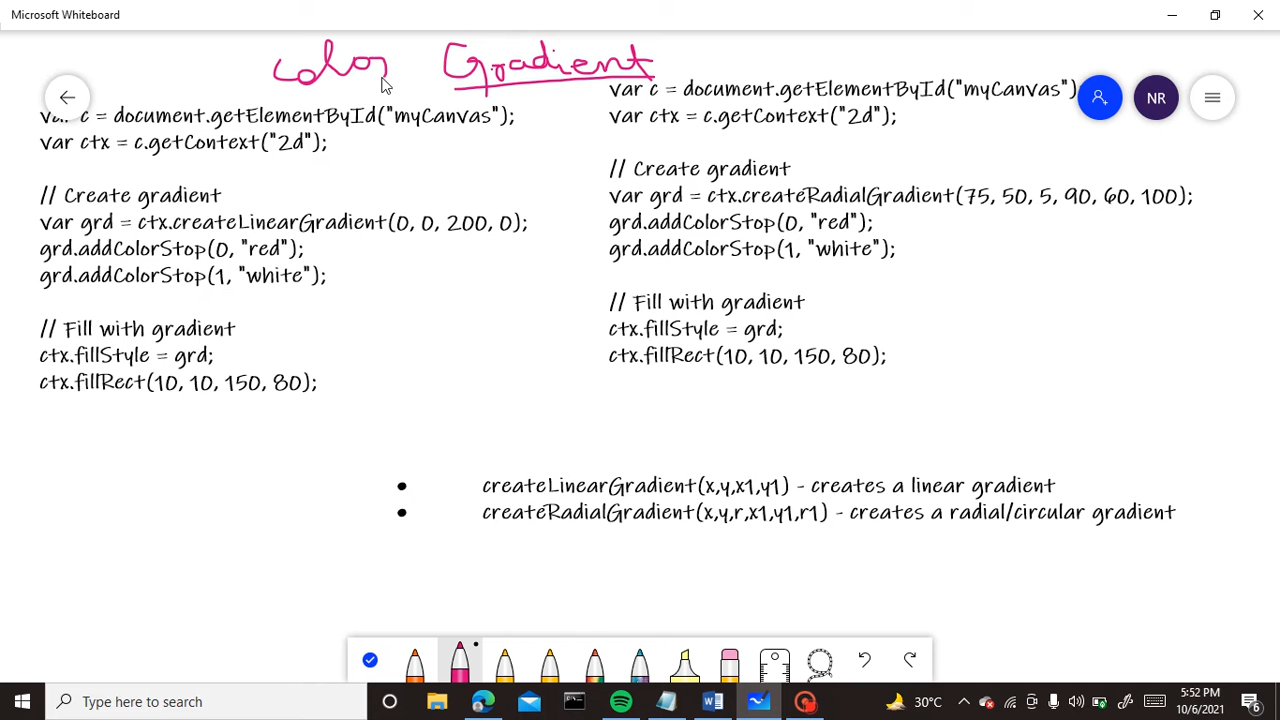 Microsoft Whiteboard
Color Gradient
var c = document.getElementById("myCanvas");
var ctx = c.getContext("2d");
// Create gradient
var grd = ctx.createLinearGradient(0, 0, 200, 0);
grd.addColorStop(0, "red");
grd.addColorStop(1, "white");
// Fill with gradient
ctx.fillStyle = grd;
ctx.fillRect(10, 10, 150, 80);
var c = document.getElementById("myCanvas")
var ctx = c.getContext("2d");
// Create gradient
var grd = ctx.createRadialGradient(75, 50, 5, 90, 60, 100);
grd.addColorStop(0, "red");
grd.addColorStop(1, "white");
// Fill with gradient
ctx.fillStyle = grd;
ctx.fillRect(10, 10, 150, 80);
NR
• createLinearGradient(x,y,x1,y1) - creates a linear gradient
• createRadialGradient(x,y,r,x1,y1,r1) - creates a radial/circular gradient
Type here to search
30°C
5:52 PM
10/6/2021
6